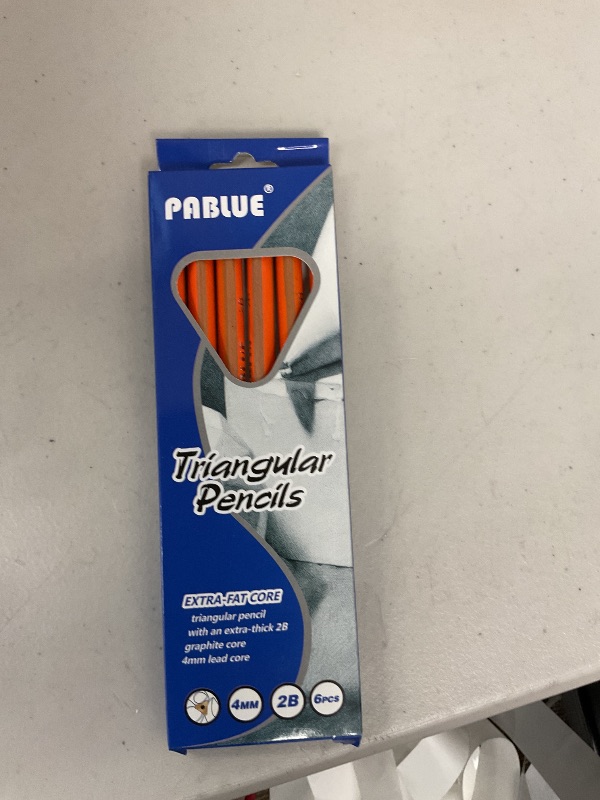 PABLUE®
Triangular
Pencils
EXTRA-FAT CORE
triangular pencil
with an extra-thick 2B
graphite core
4mm lead core
4MM 2B 6PCS